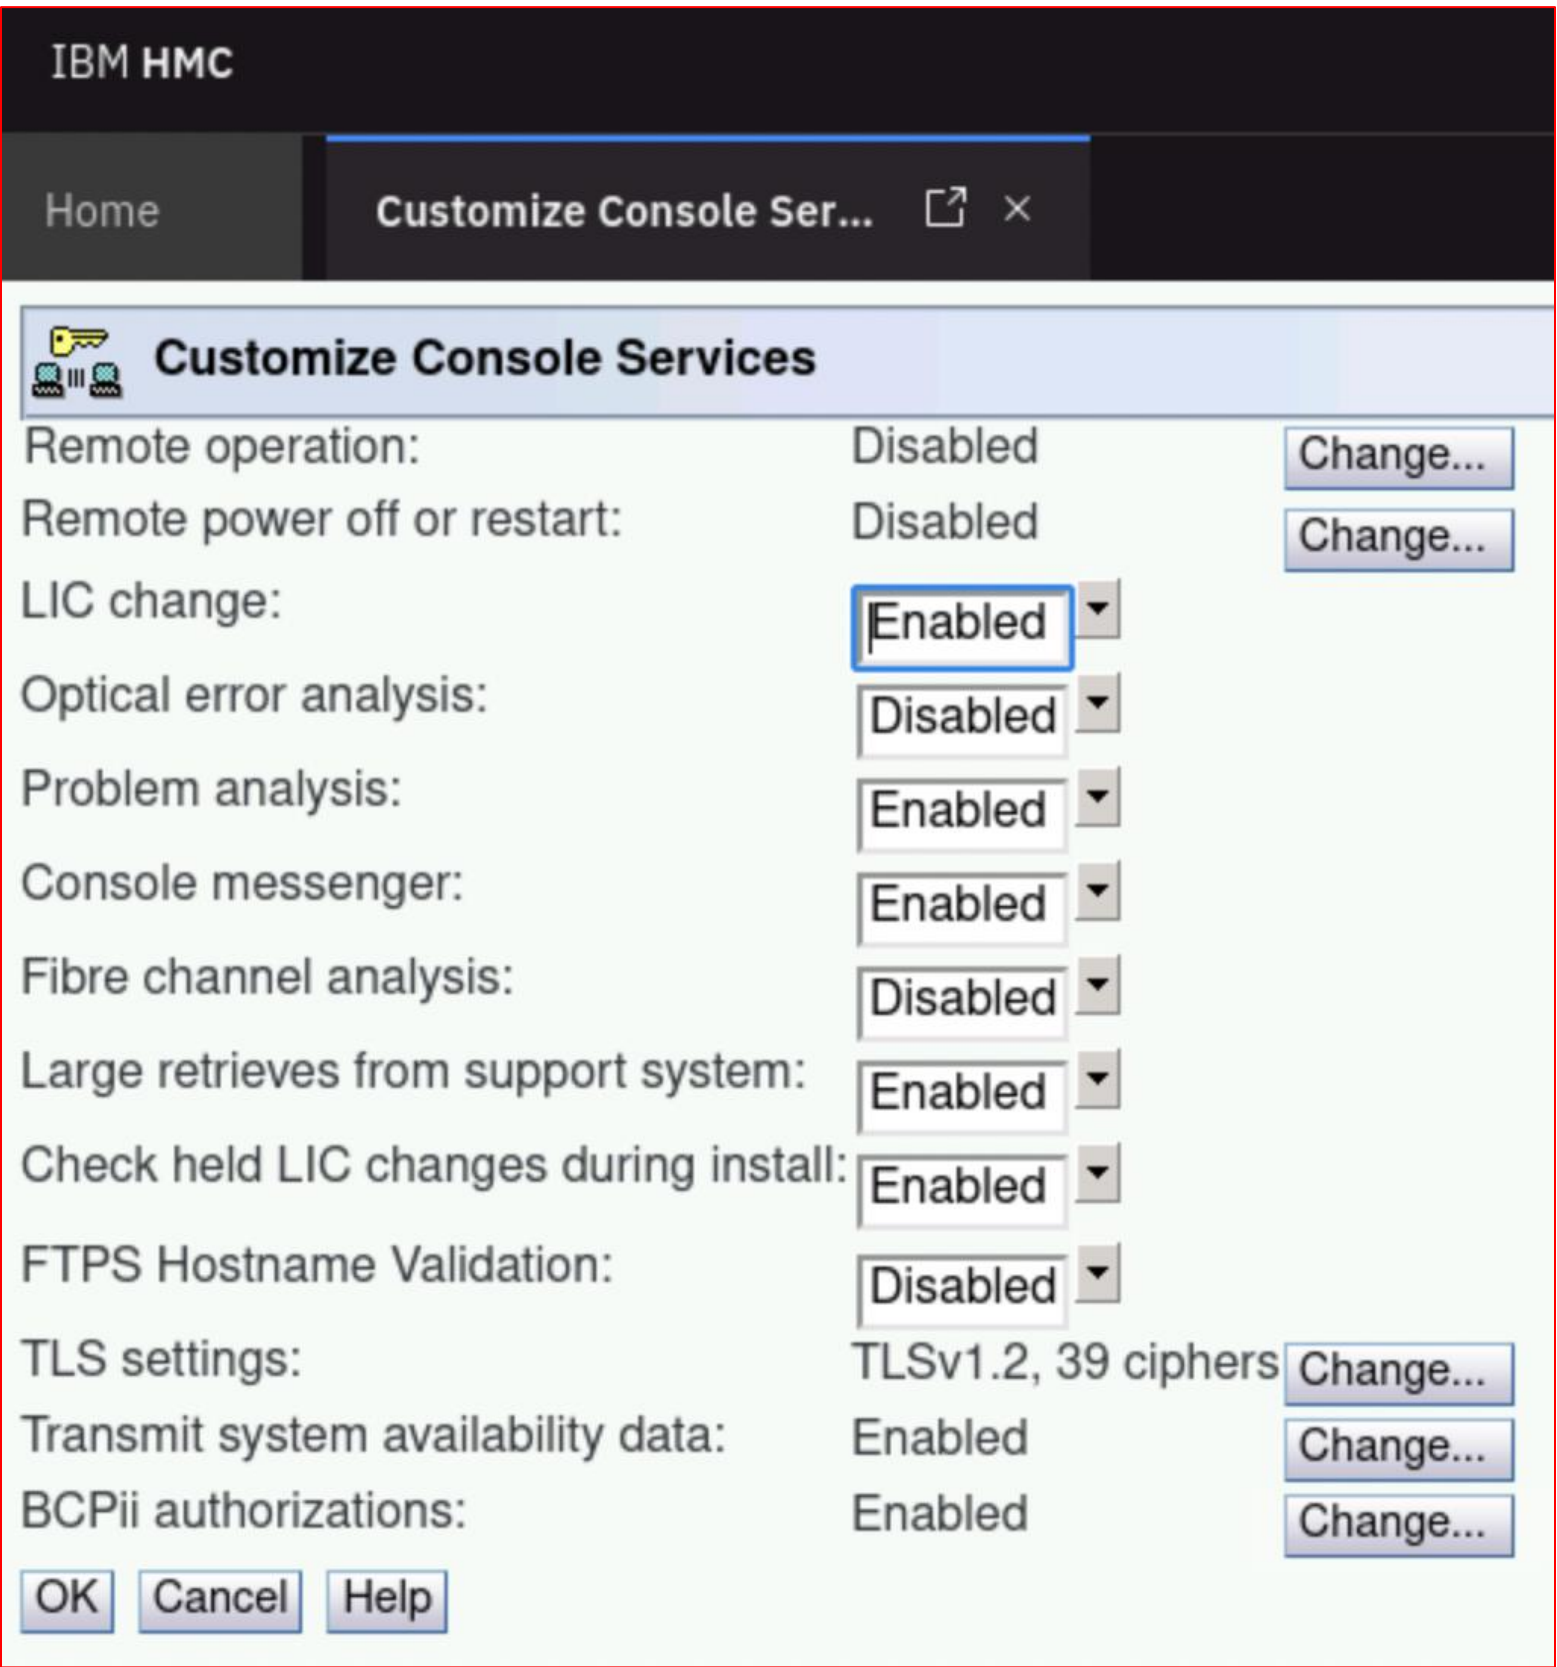 IBM HMC
Home
Customize Console Ser...
Customize Console Services
Remote operation: Disabled Change...
Remote power off or restart: Disabled Change...
LIC change: Enabled
Optical error analysis: Disabled
Problem analysis: Enabled
Console messenger: Enabled
Fibre channel analysis: Disabled
Large retrieves from support system: Enabled
Check held LIC changes during install: Enabled
FTPS Hostname Validation: Disabled
TLS settings: TLSv1.2, 39 ciphers Change...
Transmit system availability data: Enabled Change...
BCPii authorizations: Enabled Change...
OK Cancel Help